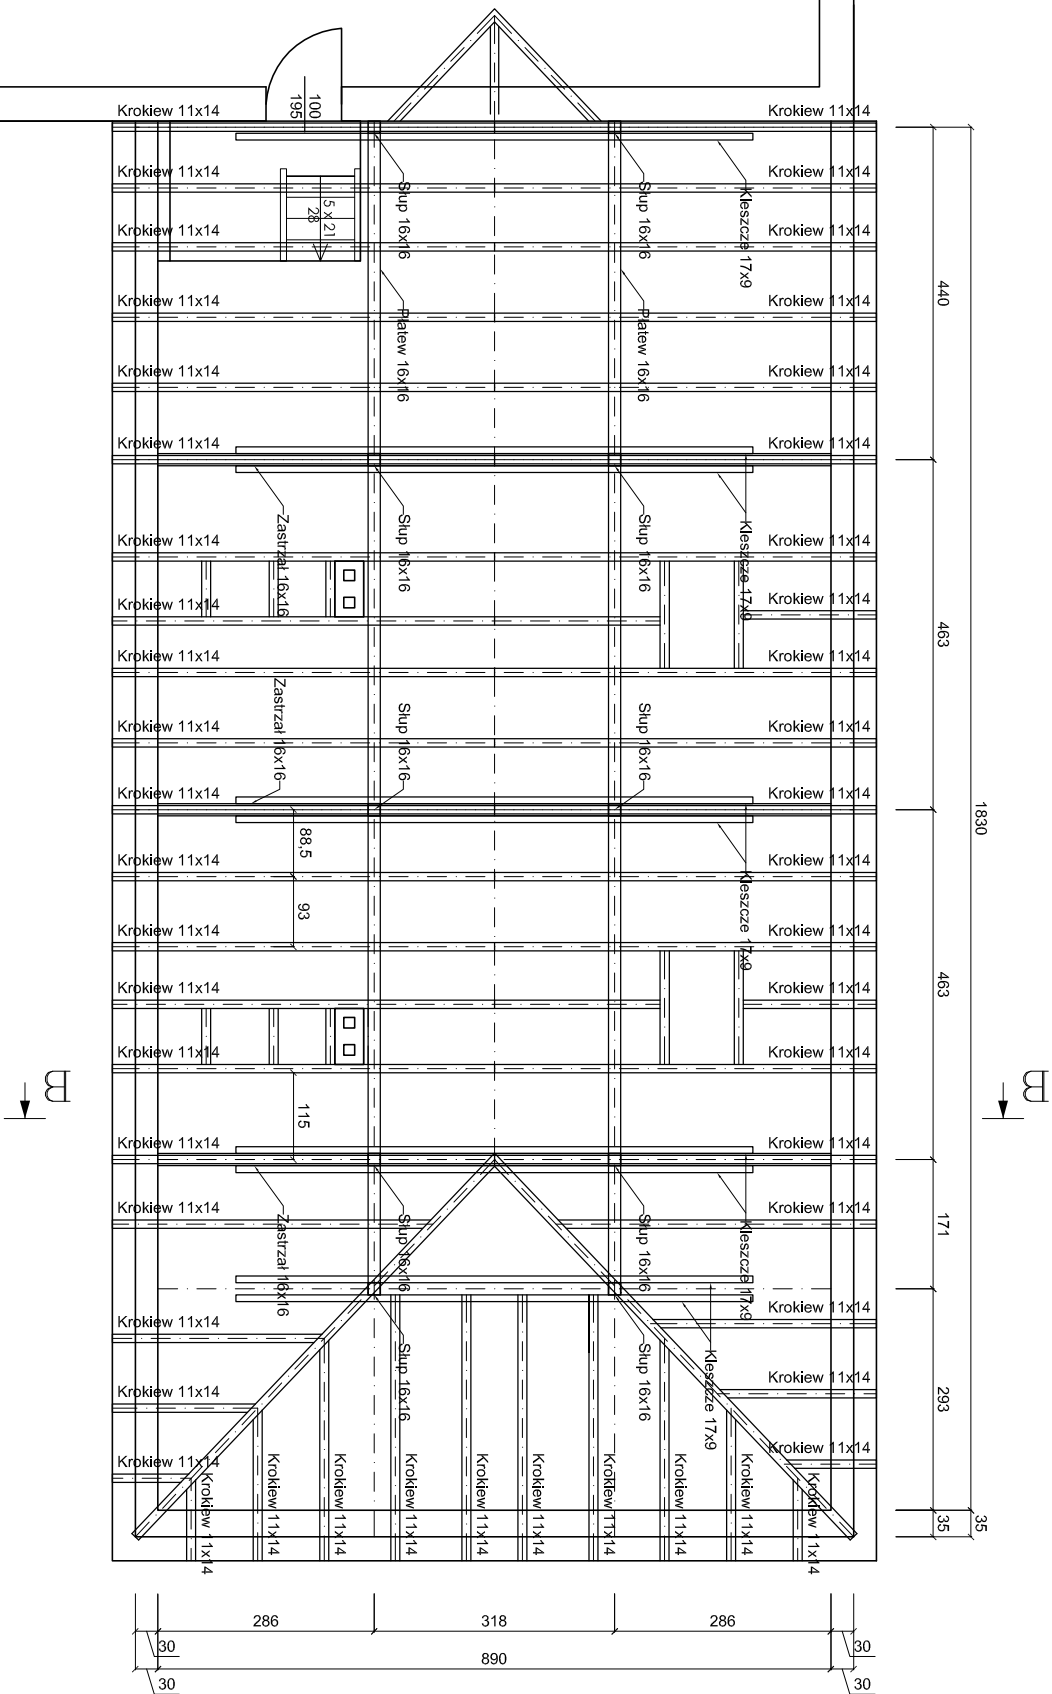 100
195
Krokiew 11x14
Krokiew 11x14
Krokiew 11x14
Krokiew 11x14
5 x 21
28
Słup 16x16
Słup 16x16
Kleszcze 17x9
Krokiew 11x14
Krokiew 11x14
440
Krokiew 11x14
Krokiew 11x14
Płatew 16x16
Płatew 16x16
Krokiew 11x14
Krokiew 11x14
Krokiew 11x14
Krokiew 11x14
Zastrzał 16x16
Słup 16x16
Słup 16x16
Kleszcze 17x9
Krokiew 11x14
Krokiew 11x14
Krokiew 11x14
Krokiew 11x14
463
Krokiew 11x14
Krokiew 11x14
Zastrzał 16x16
Słup 16x16
Słup 16x16
Krokiew 11x14
Krokiew 11x14
Krokiew 11x14
Krokiew 11x14
1830
88,5
Krokiew 11x14
Krokiew 11x14
Kleszcze 17x9
93
Krokiew 11x14
Krokiew 11x14
463
Krokiew 11x14
Krokiew 11x14
Krokiew 11x14
Krokiew 11x14
B
B
115
Krokiew 11x14
Krokiew 11x14
Krokiew 11x14
Krokiew 11x14
171
Zastrzał 16x16
Słup 16x16
Słup 16x16
Kleszcze 17x9
Krokiew 11x14
Krokiew 11x14
Słup 16x16
Słup 16x16
Kleszcze 17x9
Krokiew 11x14
Krokiew 11x14
293
Krokiew 11x14
Krokiew 11x14
Krokiew 11x14
Krokiew 11x14
Krokiew 11x14
Krokiew 11x14
Krokiew 11x14
Krokiew 11x14
Krokiew 11x14
Krokiew 11x14
Krokiew 11x14
Krokiew 11x14
35
35
286
318
286
30
30
890
30
30